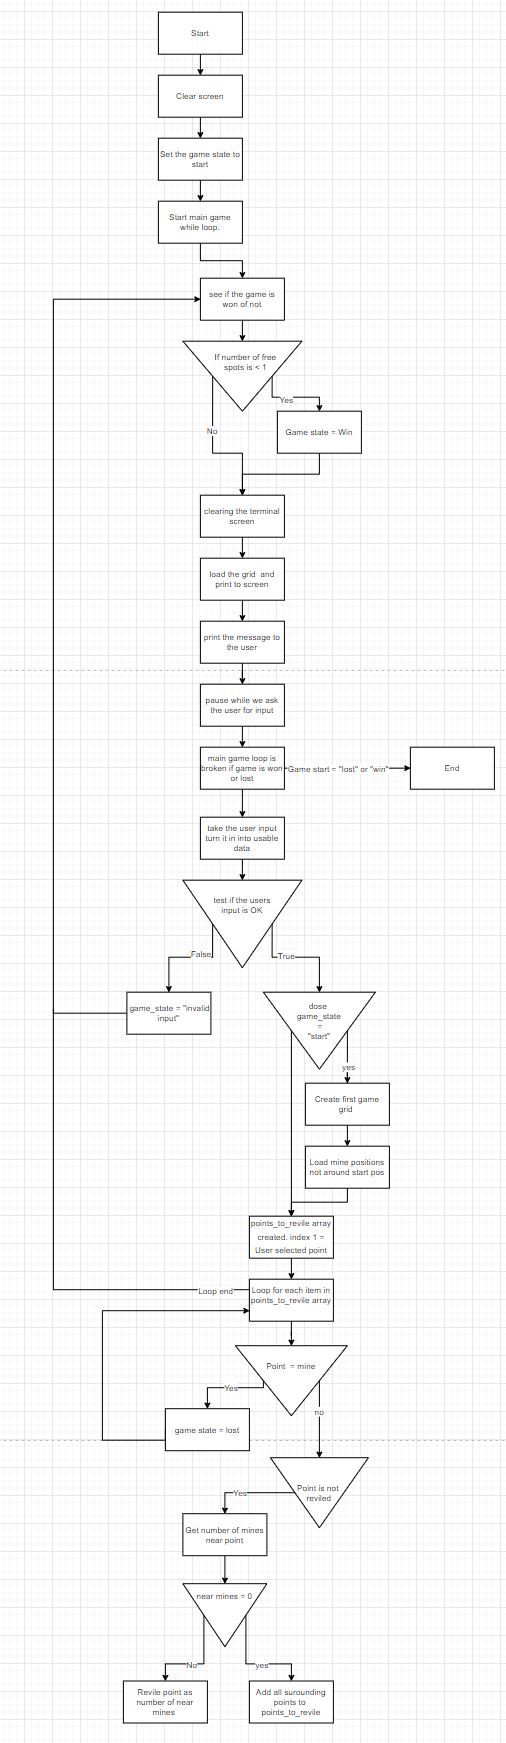 Start
Clear screen
Set the game state to
start
Start main game
while loop.
see if the game is
won of not
If number of free
spots is < 1
Yes
No
Game state = Win
clearing the terminal
screen
load the grid and
print to screen
print the message to
the user
pause while we ask
the user for input
main game loop is
broken if game is won
or lost
Game start = "lost" or "win"
End
take the user input
turn it in into usable
data
test if the users
input is OK
False
True
game_state = "invalid
input"
dose
game_state
=
"start"
yes
Create first game
grid
Load mine positions
not around start pos
points_to_revile array
created. index 1 =
User selected point
Loop end
Loop for each item in
points_to_revile array
Point = mine
Yes
no
game state = lost
Point is not
reviled
Yes
Get number of mines
near point
near mines = 0
No
yes
Revile point as
number of near
mines
Add all surounding
points to
points_to_revile